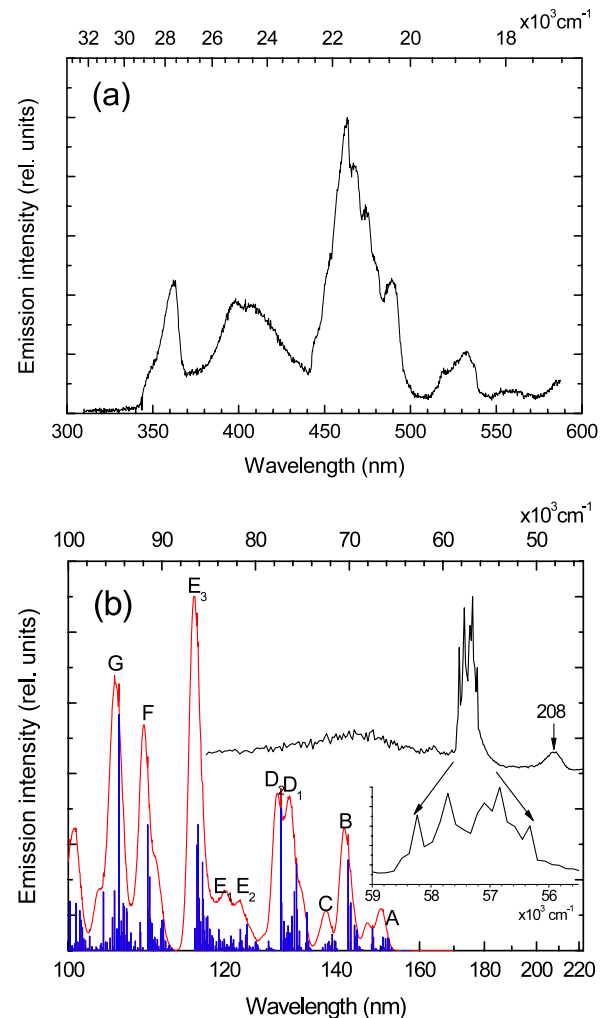 x10³cm⁻¹
32 30 28 26 24 22 20 18
(a)
Emission intensity (rel. units)
300 350 400 450 500 550 600
Wavelength (nm)
x10³cm⁻¹
100 90 80 70 60 50
(b)
Emission intensity (rel. units)
E₃
G
F
208
D₂ D₁
B
E₁ E₂
C
A
59 58 57 56
x10³cm⁻¹
100 120 140 160 180 200 220
Wavelength (nm)